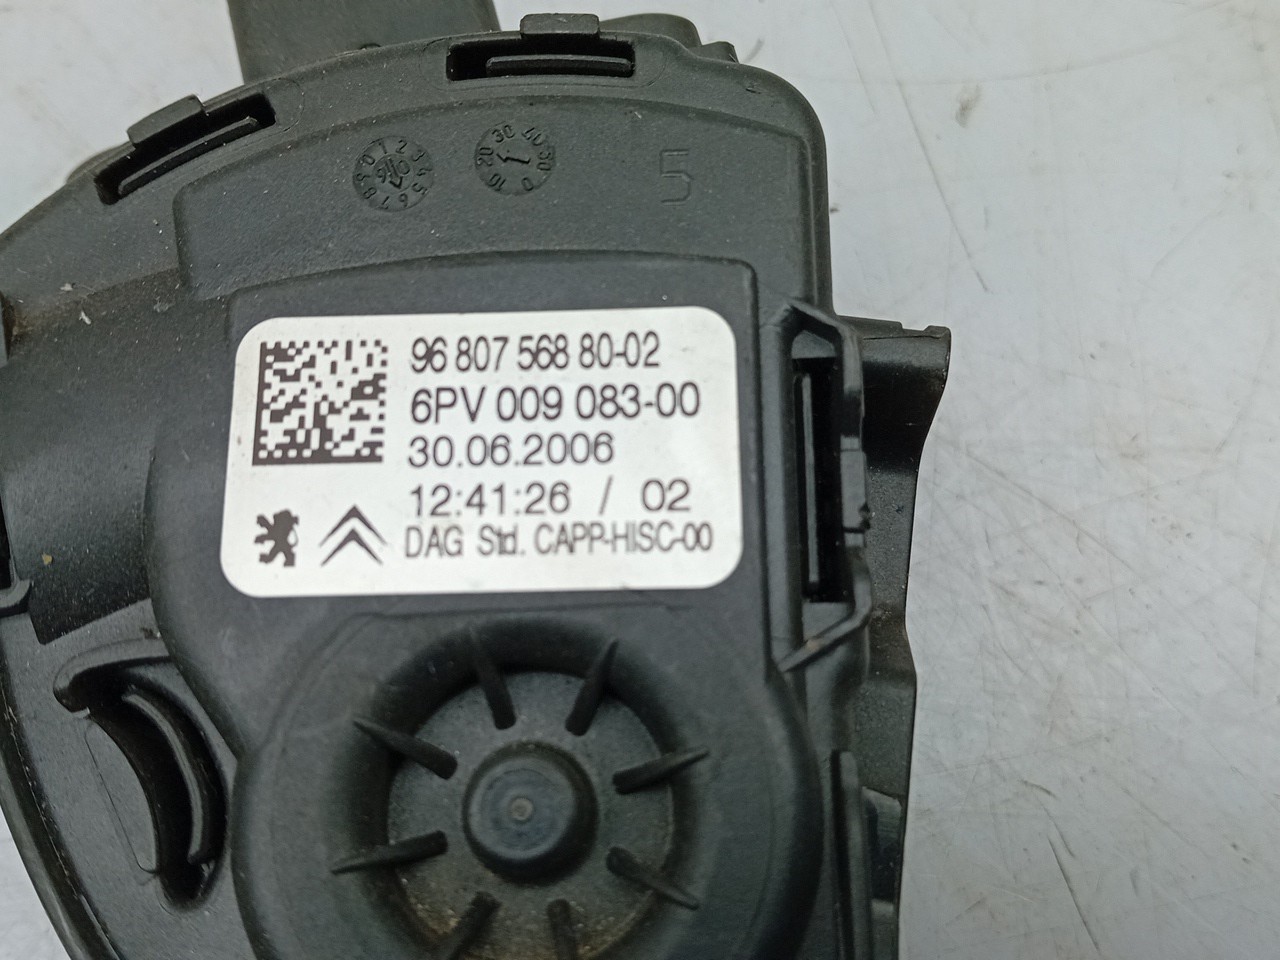 5
96 807 568 80-02
6PV 009 083-00
30.06.2006
12:41:26 / 02
DAG Std. CAPP-HISC-00